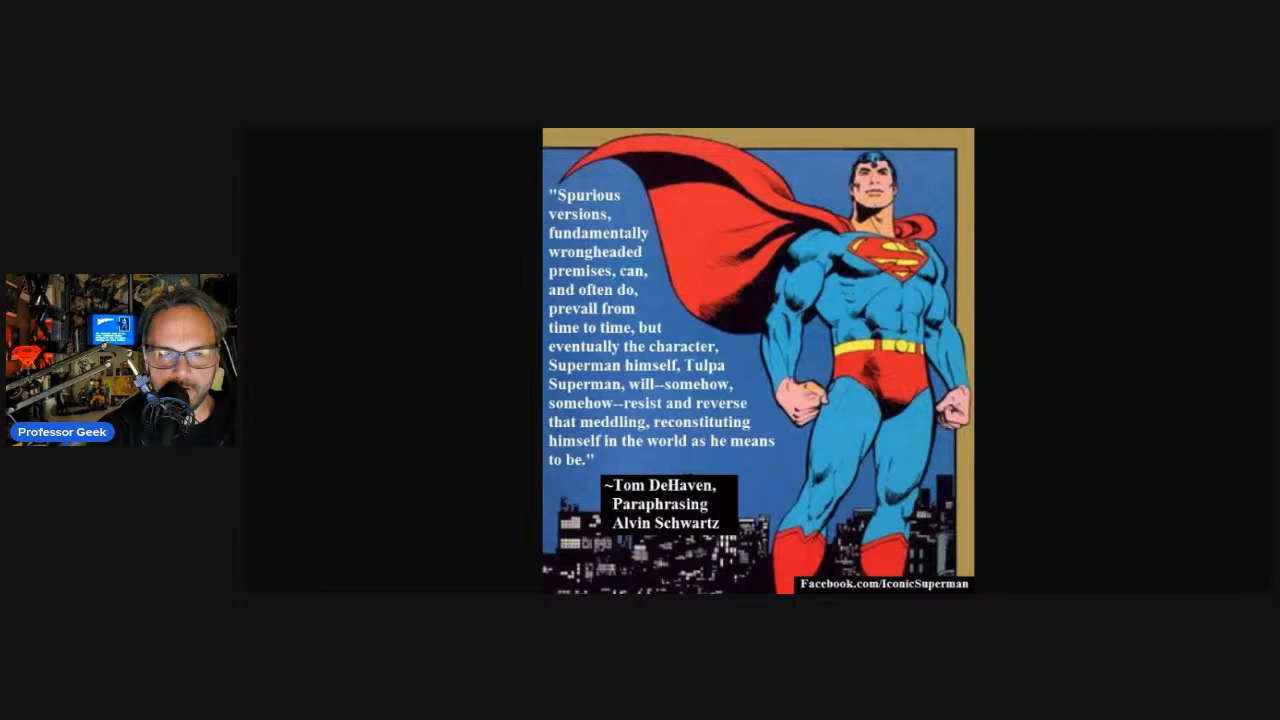 "Spurious
versions,
fundamentally
wrongheaded
premises, can,
and often do,
prevail from
time to time, but
eventually the character,
Superman himself, Tulpa
Superman, will--somehow,
somehow--resist and reverse
that meddling, reconstituting
himself in the world as he means
to be."
~Tom DeHaven,
Paraphrasing
Alvin Schwartz
Facebook.com/IconicSuperman
Professor Geek